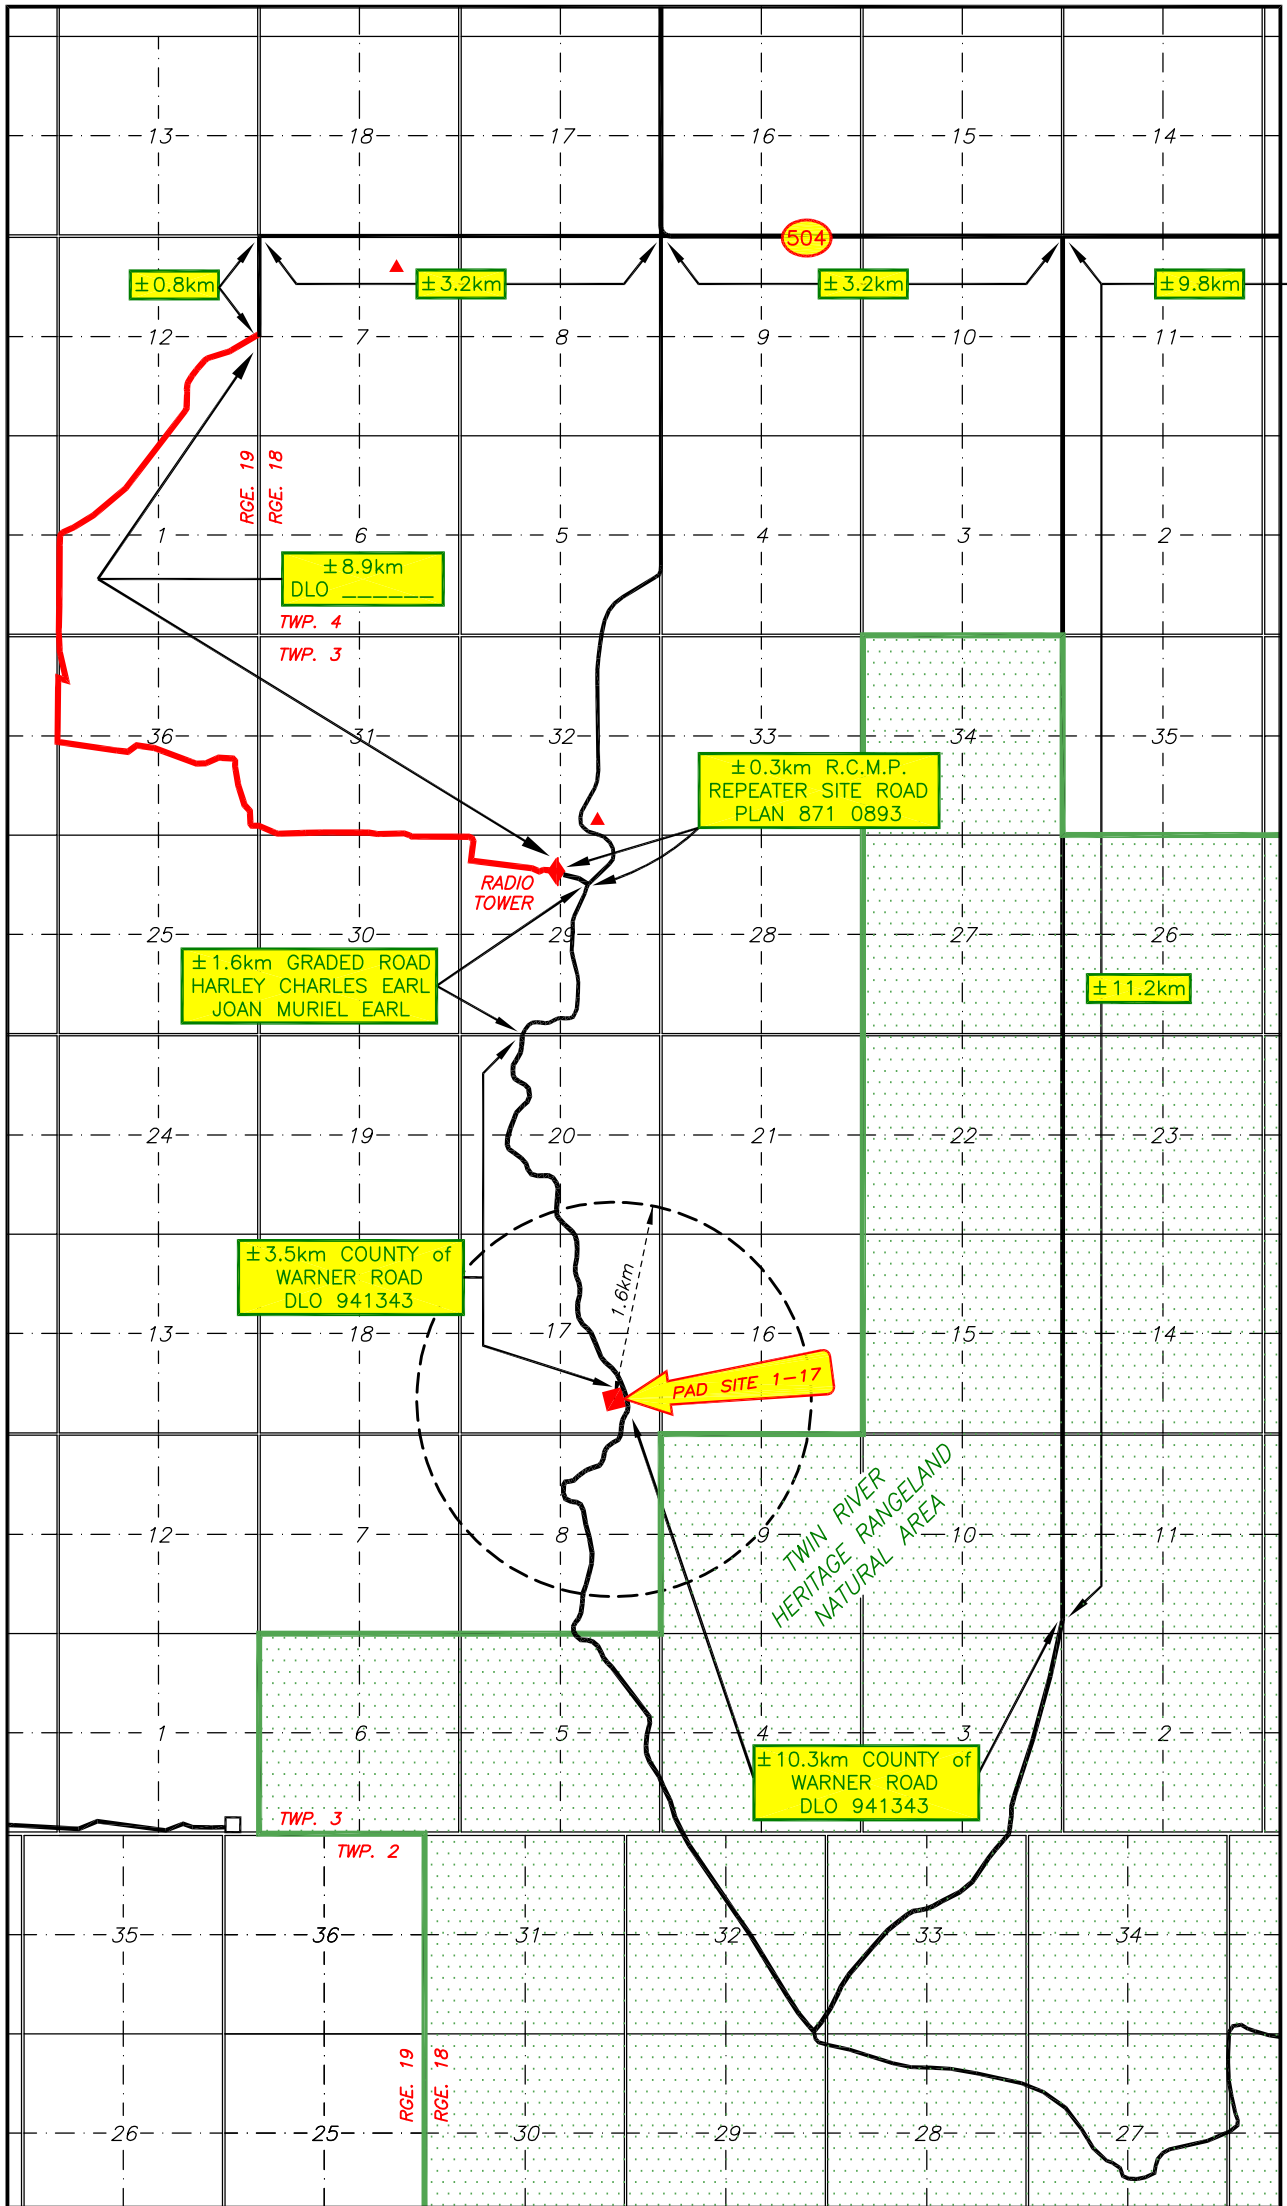 13 18 17 16 15 14
504
±0.8km ±3.2km ±3.2km ±9.8km
12 7 8 9 10 11
RGE. 19
RGE. 18
1 6 5 4 3 2
±8.9km
DLO ______
TWP. 4
TWP. 3
36 31 32 33 34 35
±0.3km R.C.M.P.
REPEATER SITE ROAD
PLAN 871 0893
RADIO
TOWER
25 30 29 28 27 26
±1.6km GRADED ROAD
HARLEY CHARLES EARL
JOAN MURIEL EARL
±11.2km
24 19 20 21 22 23
±3.5km COUNTY of
WARNER ROAD
DLO 941343
1.6km
13 18 17 16 15 14
PAD SITE 1-17
TWIN RIVER
HERITAGE RANGELAND
NATURAL AREA
12 7 8 9 10 11
1 6 5 4 3 2
±10.3km COUNTY of
WARNER ROAD
DLO 941343
TWP. 3
TWP. 2
35 36 31 32 33 34
RGE. 19
RGE. 18
26 25 30 29 28 27